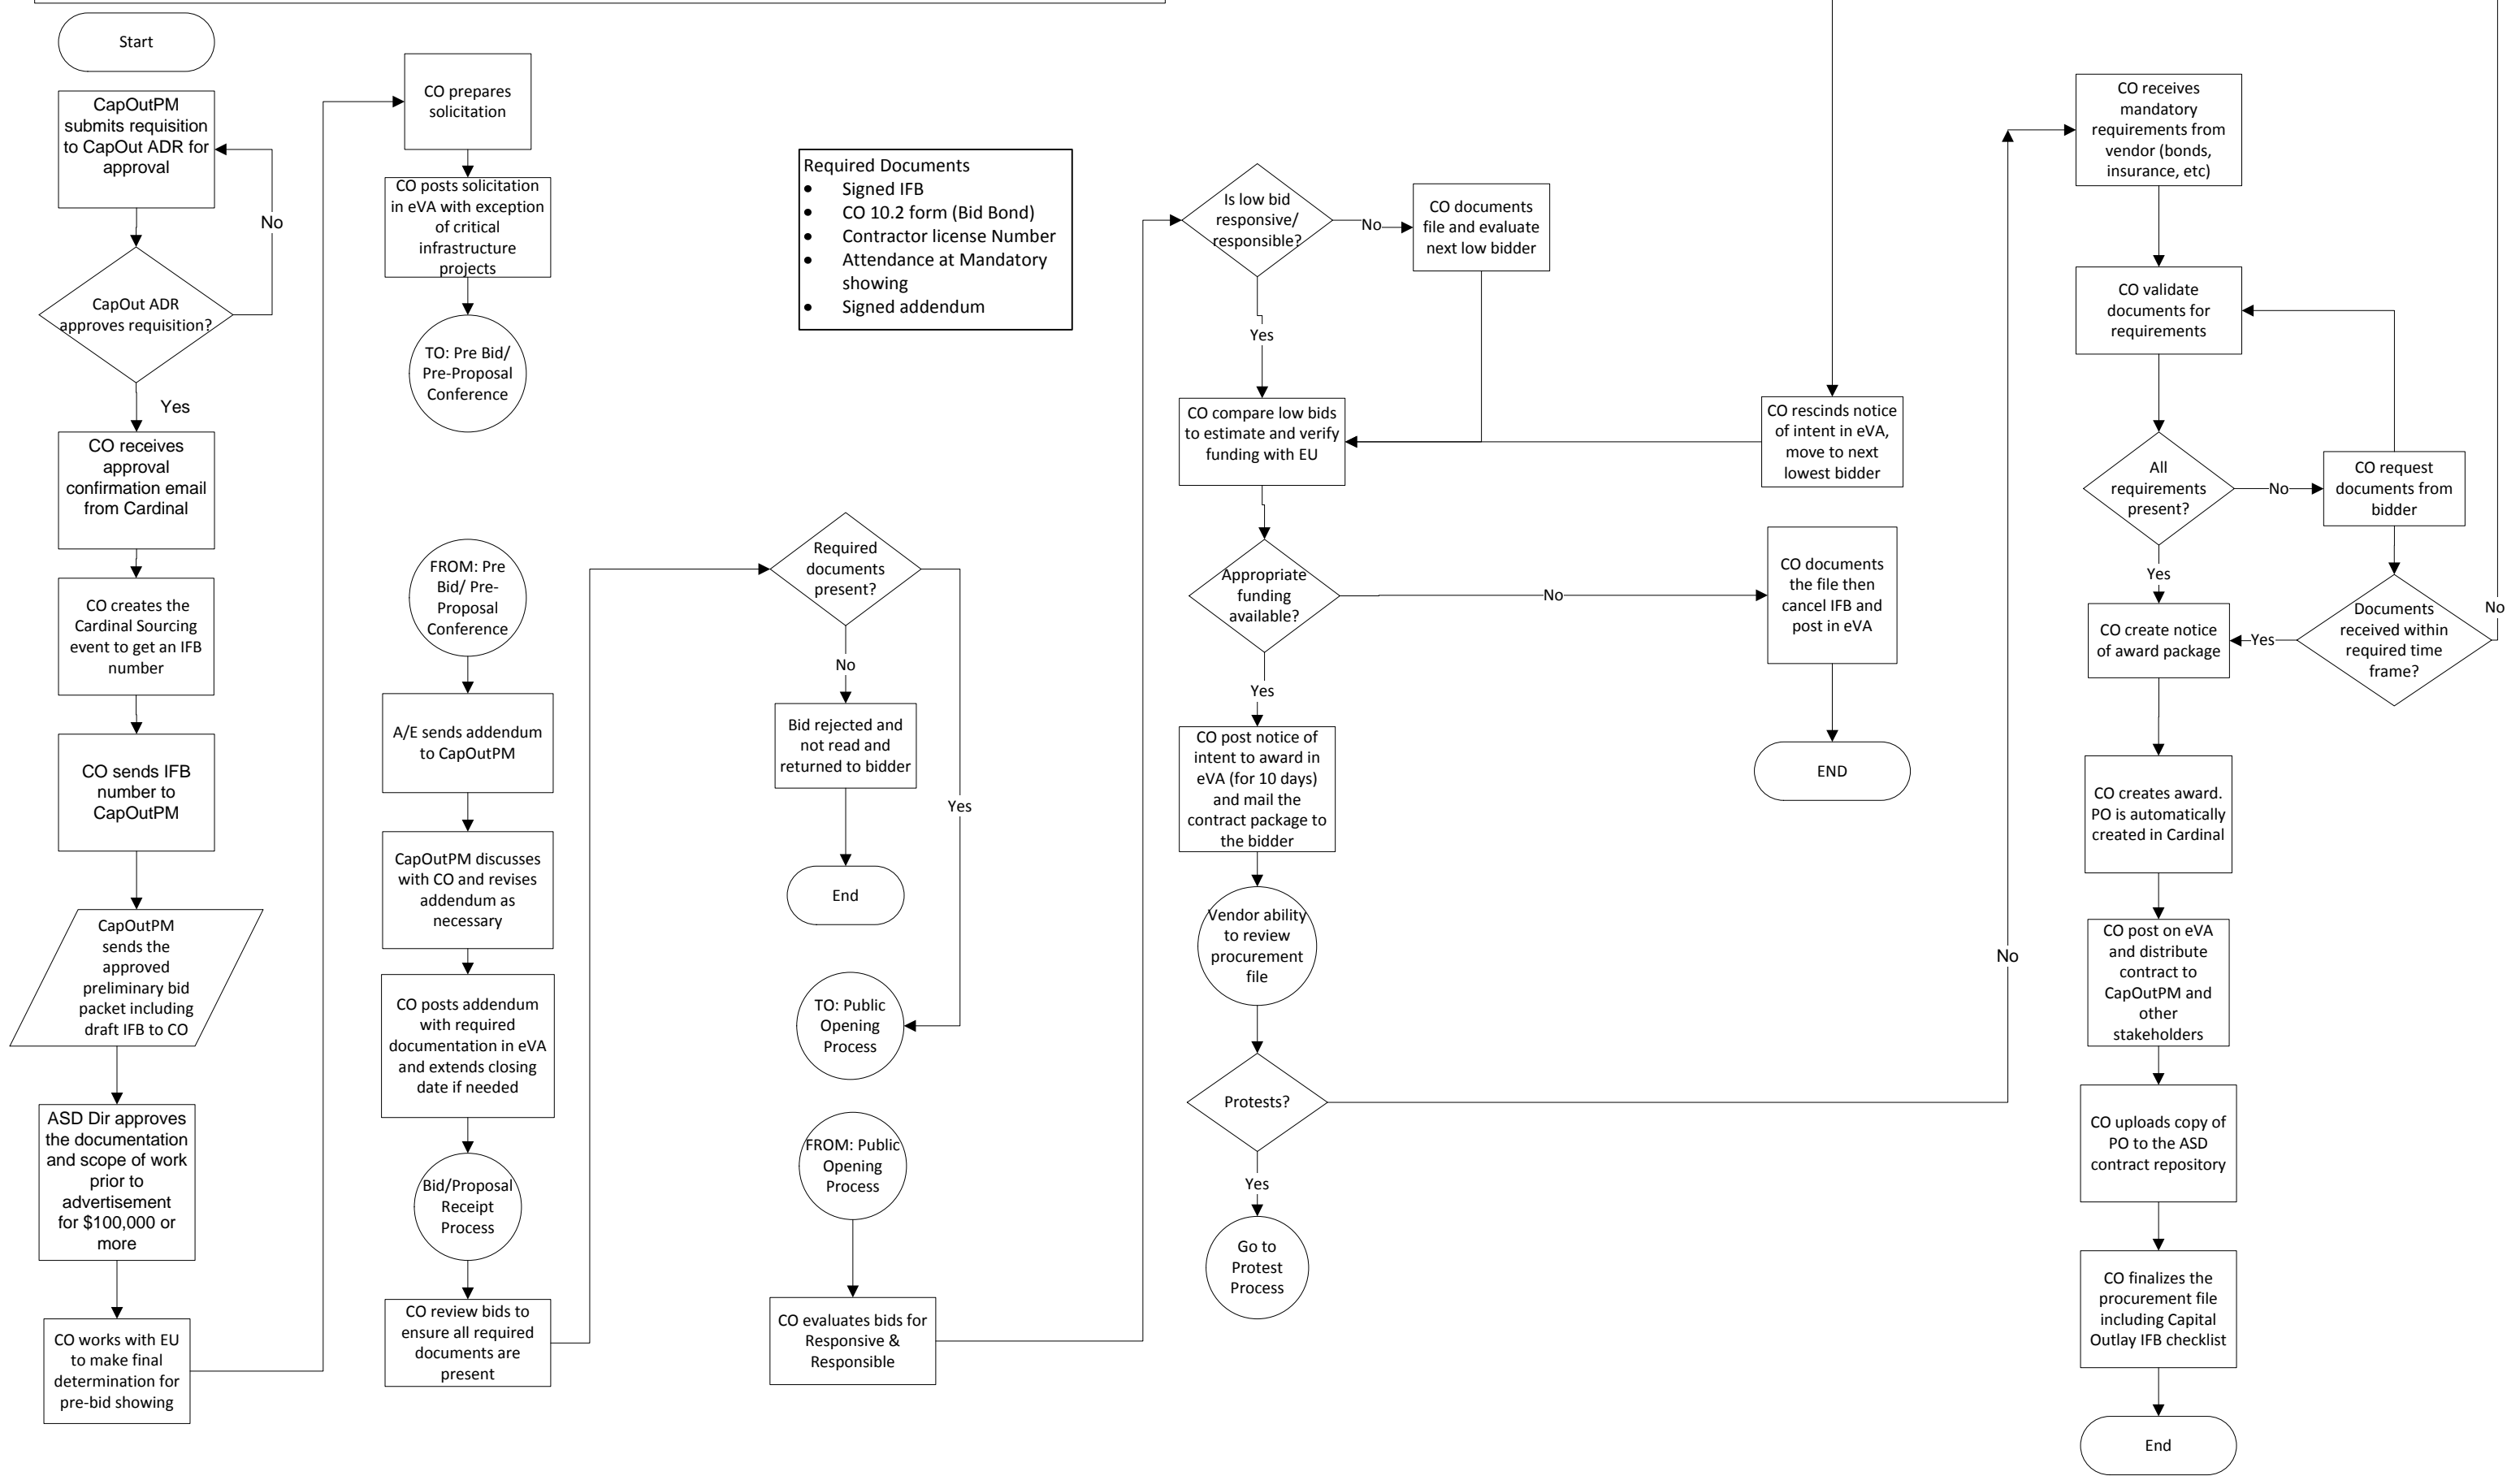 Start
CapOutPM
submits requisition
to CapOut ADR for
approval
No
CapOut ADR
approves requisition?
Yes
CO receives
approval
confirmation email
from Cardinal
CO creates the
Cardinal Sourcing
event to get an IFB
number
CO sends IFB
number to
CapOutPM
CapOutPM
sends the
approved
preliminary bid
packet including
draft IFB to CO
ASD Dir approves
the documentation
and scope of work
prior to
advertisement
for $100,000 or
more
CO works with EU
to make final
determination for
pre-bid showing
CO prepares
solicitation
CO posts solicitation
in eVA with exception
of critical
infrastructure
projects
TO: Pre Bid/
Pre-Proposal
Conference
FROM: Pre
Bid/ Pre-
Proposal
Conference
A/E sends addendum
to CapOutPM
CapOutPM discusses
with CO and revises
addendum as
necessary
CO posts addendum
with required
documentation in eVA
and extends closing
date if needed
Bid/Proposal
Receipt
Process
CO review bids to
ensure all required
documents are
present
Required Documents
• Signed IFB
• CO 10.2 form (Bid Bond)
• Contractor license Number
• Attendance at Mandatory
showing
• Signed addendum
Required
documents
present?
No
Bid rejected and
not read and
returned to bidder
End
Yes
TO: Public
Opening
Process
FROM: Public
Opening
Process
CO evaluates bids for
Responsive &
Responsible
Is low bid
responsive/
responsible?
No
CO documents
file and evaluate
next low bidder
Yes
CO compare low bids
to estimate and verify
funding with EU
CO rescinds notice
of intent in eVA,
move to next
lowest bidder
Appropriate
funding
available?
No
CO documents
the file then
cancel IFB and
post in eVA
END
Yes
CO post notice of
intent to award in
eVA (for 10 days)
and mail the
contract package to
the bidder
Vendor ability
to review
procurement
file
Protests?
No
Yes
Go to
Protest
Process
CO receives
mandatory
requirements from
vendor (bonds,
insurance, etc)
CO validate
documents for
requirements
All
requirements
present?
No
CO request
documents from
bidder
Yes
Documents
received within
required time
frame?
No
Yes
CO create notice
of award package
CO creates award.
PO is automatically
created in Cardinal
CO post on eVA
and distribute
contract to
CapOutPM and
other
stakeholders
CO uploads copy of
PO to the ASD
contract repository
CO finalizes the
procurement file
including Capital
Outlay IFB checklist
End